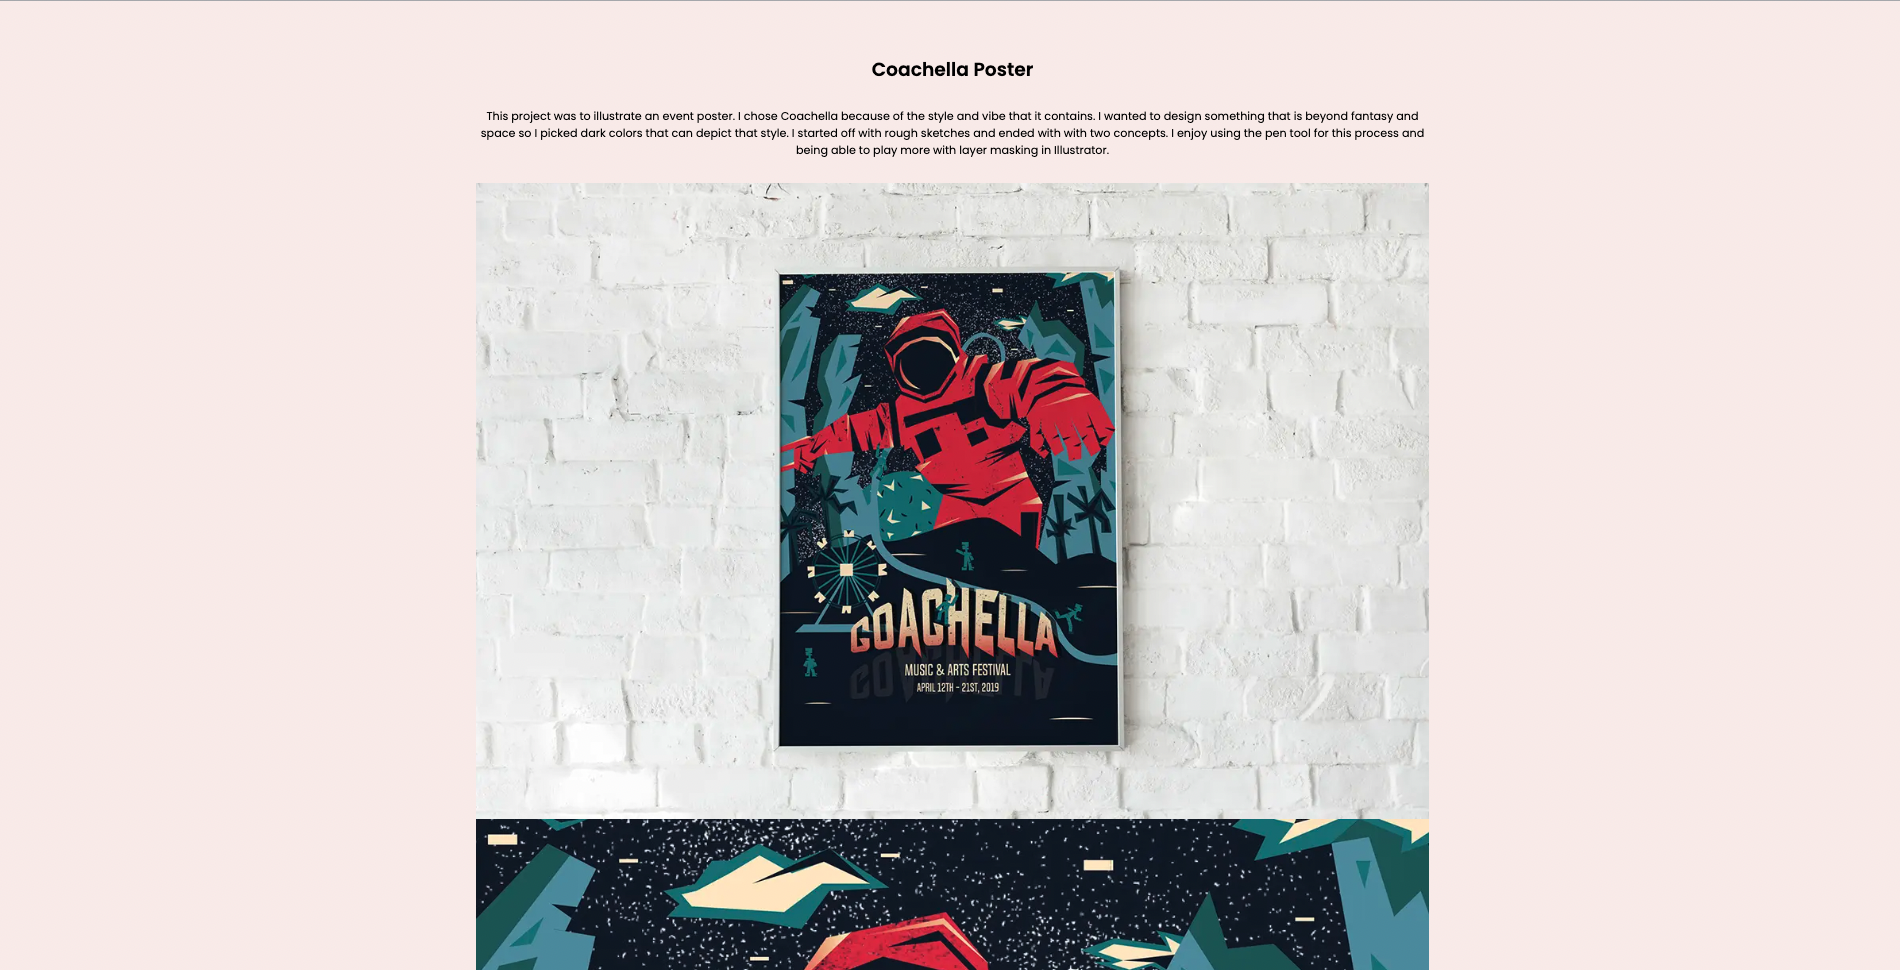 Coachella Poster
This project was to illustrate an event poster. I chose Coachella because of the style and vibe that it contains. I wanted to design something that is beyond fantasy and
space so I picked dark colors that can depict that style. I started off with rough sketches and ended with with two concepts. I enjoy using the pen tool for this process and
being able to play more with layer masking in Illustrator.
COACHELLA
MUSIC & ARTS FESTIVAL
APRIL 12TH - 21ST, 2019